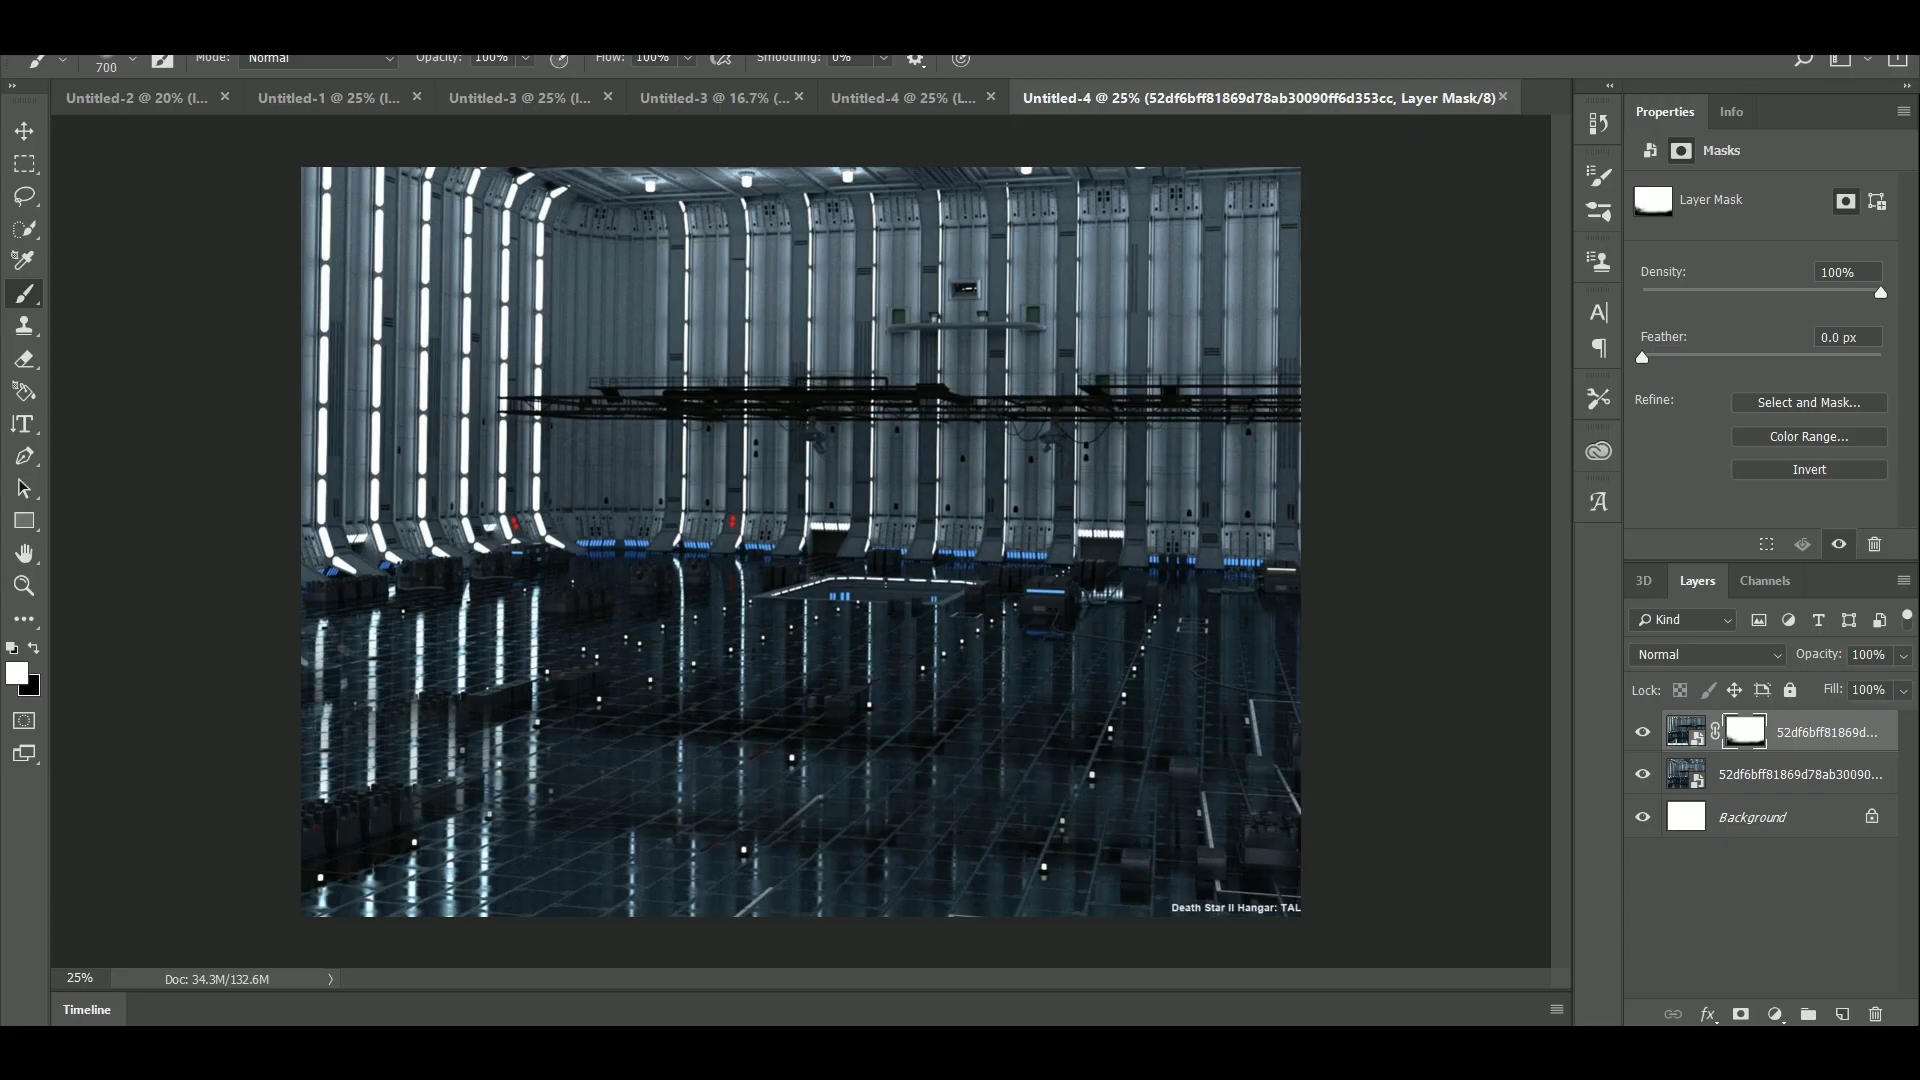 700
Mode: Normal
Opacity: 100%
Flow: 100%
Smoothing: 0%
Untitled-2 @ 20% (I...
Untitled-1 @ 25% (I...
Untitled-3 @ 25% (I...
Untitled-3 @ 16.7% (...
Untitled-4 @ 25% (L...
Untitled-4 @ 25% (52df6bff81869d78ab30090ff6d353cc, Layer Mask/8)
Properties
Info
Masks
Layer Mask
Density: 100%
Feather: 0.0 px
Refine:
Select and Mask...
Color Range...
Invert
3D
Layers
Channels
Kind
Normal
Opacity: 100%
Lock:
Fill: 100%
52df6bff81869d...
52df6bff81869d78ab30090...
Background
fx
Death Star II Hangar: TAL
25%
Doc: 34.3M/132.6M
Timeline